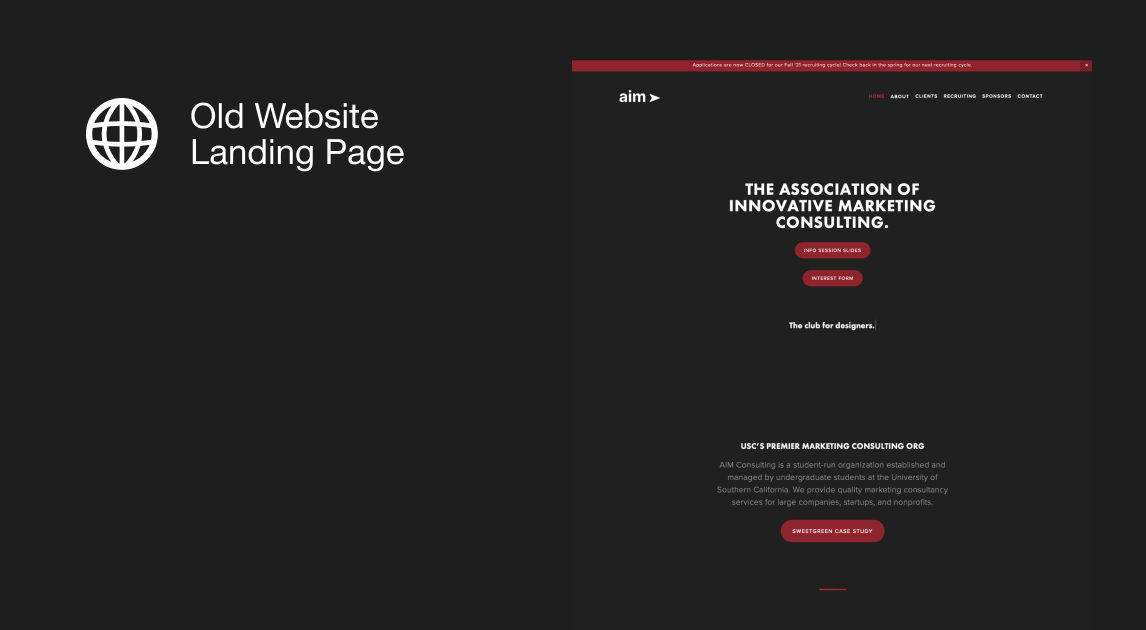 Old Website
Landing Page
Applications are now CLOSED for our Fall '21 recruiting cycle! Check back in the spring for our next recruiting cycle.
×
aim
HOME ABOUT CLIENTS RECRUITING SPONSORS CONTACT
THE ASSOCIATION OF
INNOVATIVE MARKETING
CONSULTING.
INFO SESSION SLIDES
INTEREST FORM
The club for designers.
USC'S PREMIER MARKETING CONSULTING ORG
AIM Consulting is a student-run organization established and
managed by undergraduate students at the University of
Southern California. We provide quality marketing consultancy
services for large companies, startups, and nonprofits.
SWEETGREEN CASE STUDY